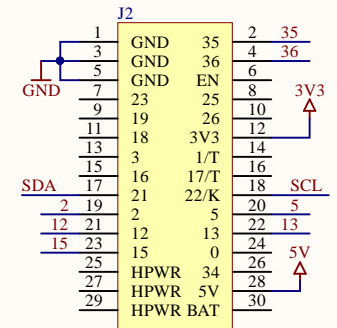 J2
1 GND 35 2 35
3 GND 36 4 36
5 GND EN 6
GND 7 23 25 8 3V3
9 19 26 10
11 18 3V3 12
13 3 1/T 14
15 16 17/T 16
SDA 17 21 22/K 18 SCL
2 19 2 5 20 5
12 21 12 13 22 13
15 23 15 0 24
25 HPWR 34 26 5V
27 HPWR 5V 28
29 HPWR BAT 30